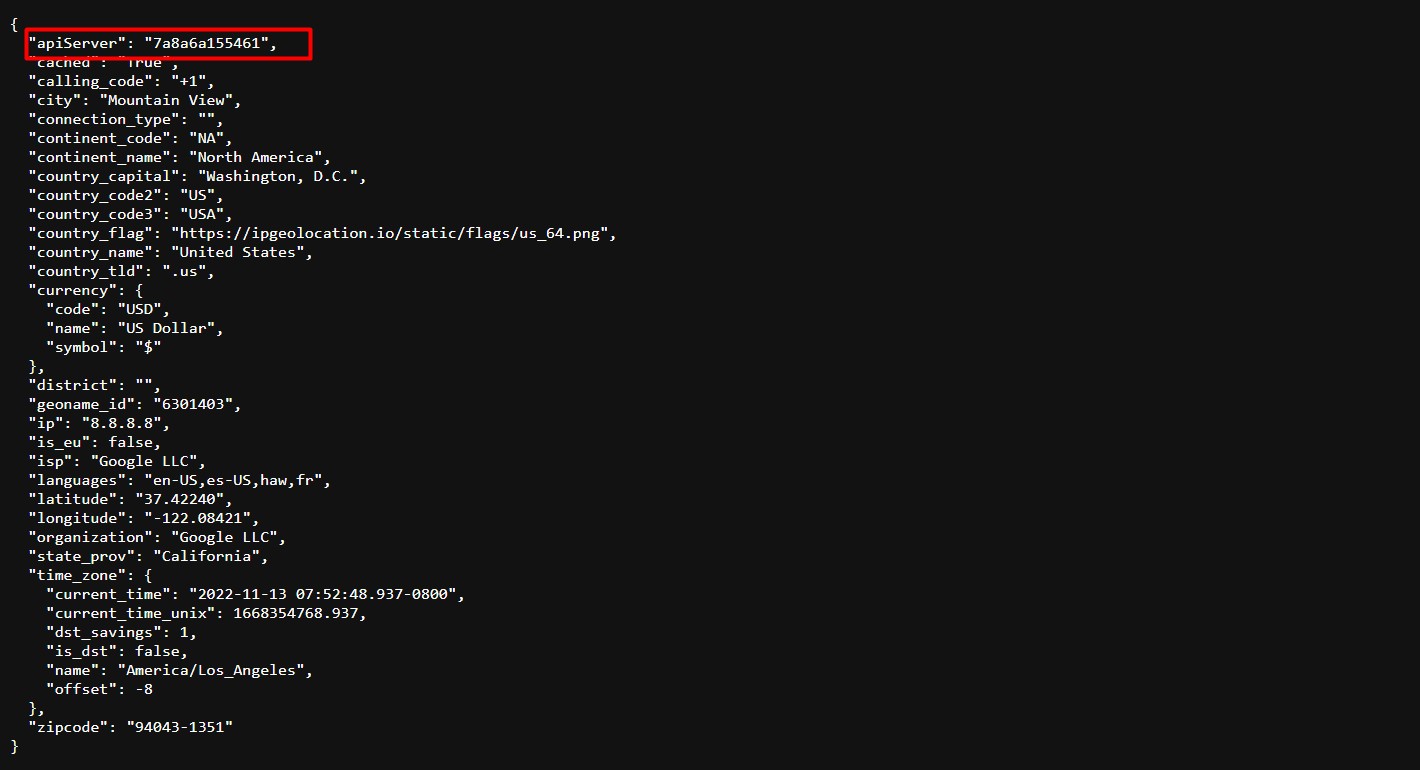 {
"apiServer": "7a8a6a155461",
"cached": "True",
"calling_code": "+1",
"city": "Mountain View",
"connection_type": "",
"continent_code": "NA",
"continent_name": "North America",
"country_capital": "Washington, D.C.",
"country_code2": "US",
"country_code3": "USA",
"country_flag": "https://ipgeolocation.io/static/flags/us_64.png",
"country_name": "United States",
"country_tld": ".us",
"currency": {
"code": "USD",
"name": "US Dollar",
"symbol": "$"
},
"district": "",
"geoname_id": "6301403",
"ip": "8.8.8.8",
"is_eu": false,
"isp": "Google LLC",
"languages": "en-US,es-US,haw,fr",
"latitude": "37.42240",
"longitude": "-122.08421",
"organization": "Google LLC",
"state_prov": "California",
"time_zone": {
"current_time": "2022-11-13 07:52:48.937-0800",
"current_time_unix": 1668354768.937,
"dst_savings": 1,
"is_dst": false,
"name": "America/Los_Angeles",
"offset": -8
},
"zipcode": "94043-1351"
}